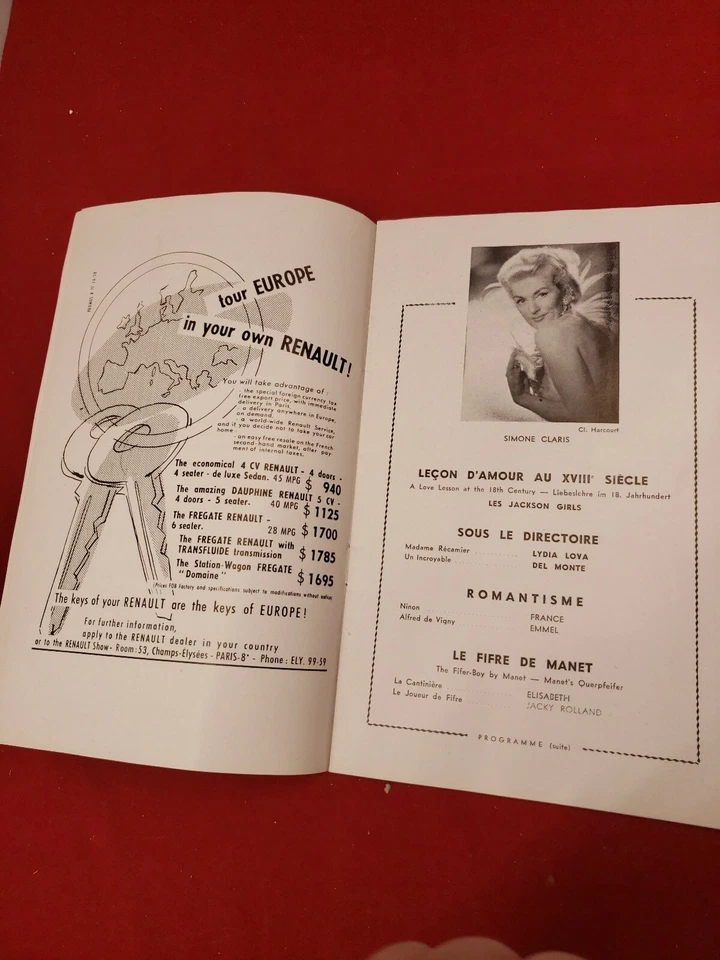 tour EUROPE
in your own RENAULT!
You will take advantage of :
- the special foreign currency tax
free export price, with immediate
delivery in Paris.
- a delivery anywhere in Europe,
on demand.
- a world-wide Renault Service,
and if you decide not to take your car
home :
- an easy free resale on the French
second-hand market, after pay
ment of internal taxes.
The economical 4 CV RENAULT - 4 doors -
4 seater - de luxe Sedan. 45 MPG $ 940
The amazing DAUPHINE RENAULT 5 CV -
4 doors - 5 seater. 40 MPG $ 1125
The FREGATE RENAULT -
6 seater. 28 MPG $ 1700
The FREGATE RENAULT with
TRANSFLUIDE transmission $ 1785
The Station-Wagon FREGATE
"Domaine" $ 1695
(Prices FOB Factory and specifications subject to modifications without notice)
The keys of your RENAULT are the keys of EUROPE!
For further information,
apply to the RENAULT dealer in your country
or to the RENAULT Show - Room : 53, Champs-Elysées - PARIS-8e - Phone : ELY. 99-59
Cl. Harcourt
SIMONE CLARIS
LEÇON D'AMOUR AU XVIIIe SIÈCLE
A Love Lesson at the 18th Century — Liebeslehre im 18. Jahrhundert
LES JACKSON GIRLS
SOUS LE DIRECTOIRE
Madame Récamier .......... LYDIA LOVA
Un Incroyable .......... DEL MONTE
ROMANTISME
Ninon .......... FRANCE
Alfred de Vigny .......... EMMEL
LE FIFRE DE MANET
The Fifer-Boy by Manet — Manet's Querpfeifer
La Cantinière .......... ELISABETH
Le Joueur de Fifre .......... JACKY ROLLAND
PROGRAMME (suite)